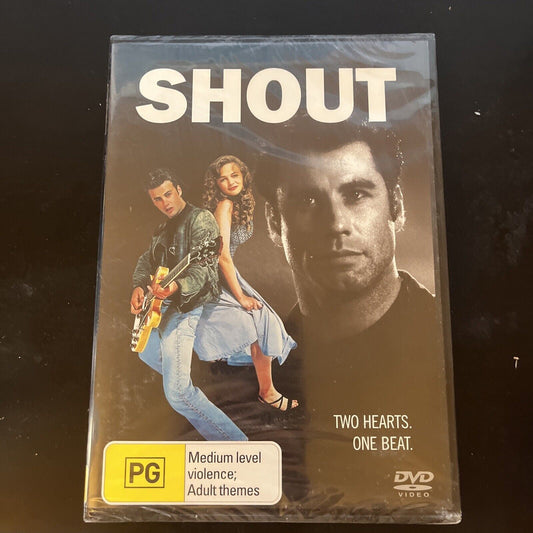 SHOUT
TWO HEARTS.
ONE BEAT.
PG
Medium level
violence;
Adult themes
DVD
VIDEO